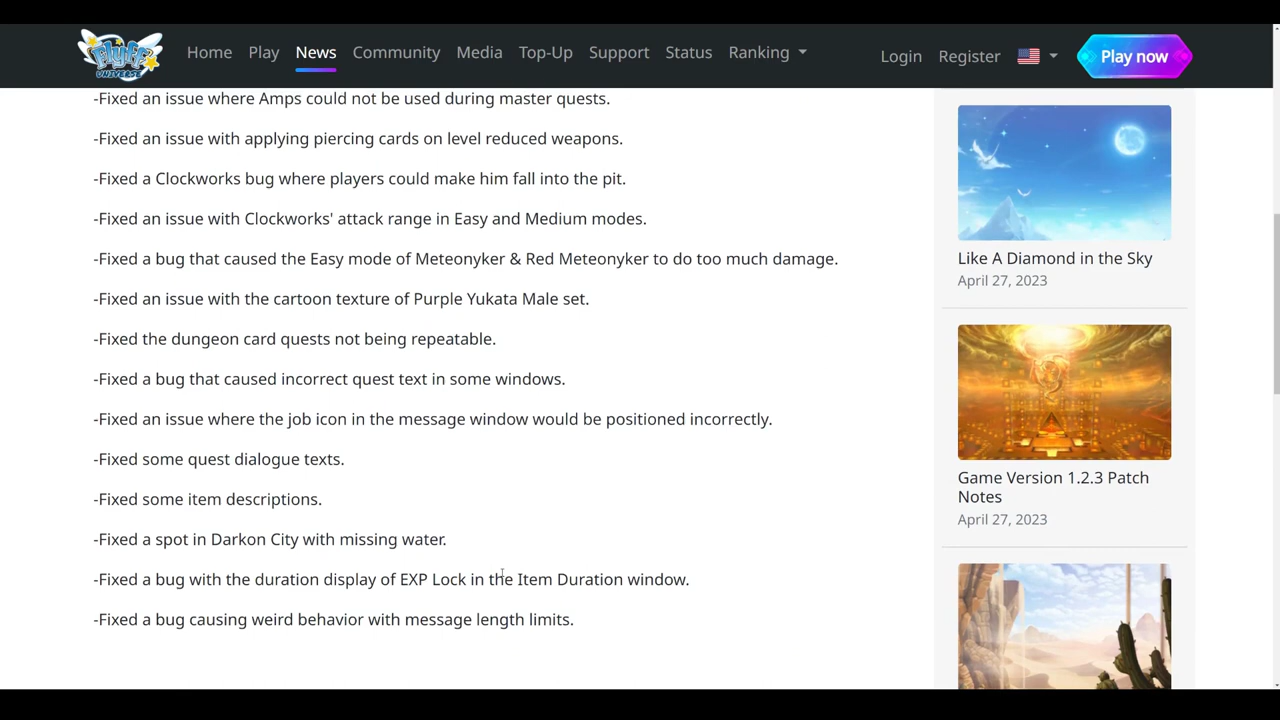 Flyff
UNIVERSE
Home Play News Community Media Top-Up Support Status Ranking Login Register Play now
-Fixed an issue where Amps could not be used during master quests.
-Fixed an issue with applying piercing cards on level reduced weapons.
-Fixed a Clockworks bug where players could make him fall into the pit.
-Fixed an issue with Clockworks' attack range in Easy and Medium modes.
-Fixed a bug that caused the Easy mode of Meteonyker & Red Meteonyker to do too much damage.
-Fixed an issue with the cartoon texture of Purple Yukata Male set.
-Fixed the dungeon card quests not being repeatable.
-Fixed a bug that caused incorrect quest text in some windows.
-Fixed an issue where the job icon in the message window would be positioned incorrectly.
-Fixed some quest dialogue texts.
-Fixed some item descriptions.
-Fixed a spot in Darkon City with missing water.
-Fixed a bug with the duration display of EXP Lock in the Item Duration window.
-Fixed a bug causing weird behavior with message length limits.
Like A Diamond in the Sky
April 27, 2023
Game Version 1.2.3 Patch
Notes
April 27, 2023